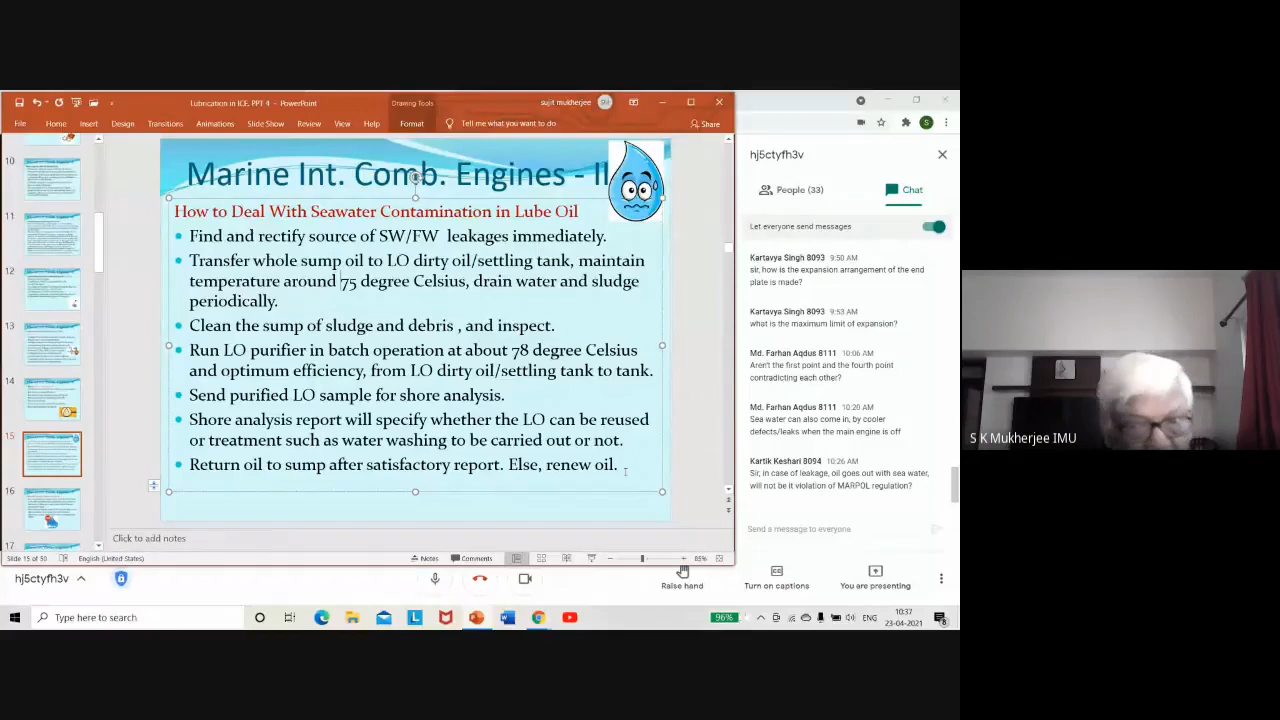 Lubrication in ICE. PPT 4 - PowerPoint
Drawing Tools
sujit mukherjee
SM
File
Home
Insert
Design
Transitions
Animations
Slide Show
Review
View
Help
Format
Tell me what you want to do
Share
10
11
12
13
14
15
16
17
Marine Int. Comb. Engines - II
How to Deal With Seawater Contamination in Lube Oil
• Find and rectify source of SW/FW leakages immediately.
• Transfer whole sump oil to LO dirty oil/settling tank, maintain
temperature around 75 degree Celsius, drain water and sludge
periodically.
• Clean the sump of sludge and debris , and inspect.
• Run LO purifier in batch operation at about 78 degree Celsius
and optimum efficiency, from LO dirty oil/settling tank to tank.
• Send purified LO sample for shore analysis.
• Shore analysis report will specify whether the LO can be reused
or treatment such as water washing to be carried out or not.
• Return oil to sump after satisfactory report. Else, renew oil.
Click to add notes
Slide 15 of 50
English (United States)
Notes
Comments
85%
hj5ctyfh3v
People (33)
Chat
Let everyone send messages
Kartavya Singh 8093 9:50 AM
sir, how is the expansion arrangement of the end
plate is made?
Kartavya Singh 8093 9:53 AM
what is the maximum limit of expansion?
Md. Farhan Aqdus 8111 10:06 AM
Aren't the first point and the fourth point
contradicting each other?
Md. Farhan Aqdus 8111 10:20 AM
Sea water can also come in, by cooler
defects/leaks when the main engine is off
Kartik Keshari 8094 10:26 AM
Sir, in case of leakage, oil goes out with sea water,
will not be it violation of MARPOL regulation?
Send a message to everyone
hj5ctyfh3v
Raise hand
Turn on captions
You are presenting
Type here to search
96%
ENG
10:37
23-04-2021
S K Mukherjee IMU